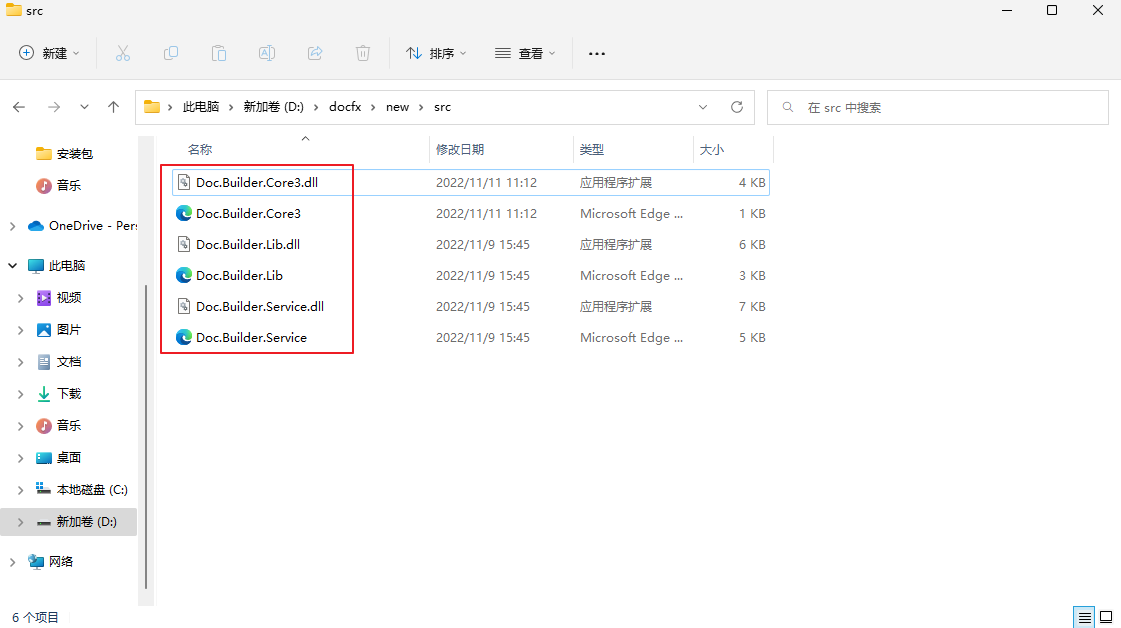 src
新建 排序 查看
此电脑 新加卷 (D:) docfx new src 在 src 中搜索
安装包
音乐
OneDrive - Pers
此电脑
视频
图片
文档
下载
音乐
桌面
本地磁盘 (C:)
新加卷 (D:)
网络
名称 修改日期 类型 大小
Doc.Builder.Core3.dll 2022/11/11 11:12 应用程序扩展 4 KB
Doc.Builder.Core3 2022/11/11 11:12 Microsoft Edge ... 1 KB
Doc.Builder.Lib.dll 2022/11/9 15:45 应用程序扩展 6 KB
Doc.Builder.Lib 2022/11/9 15:45 Microsoft Edge ... 3 KB
Doc.Builder.Service.dll 2022/11/9 15:45 应用程序扩展 7 KB
Doc.Builder.Service 2022/11/9 15:45 Microsoft Edge ... 5 KB
6 个项目